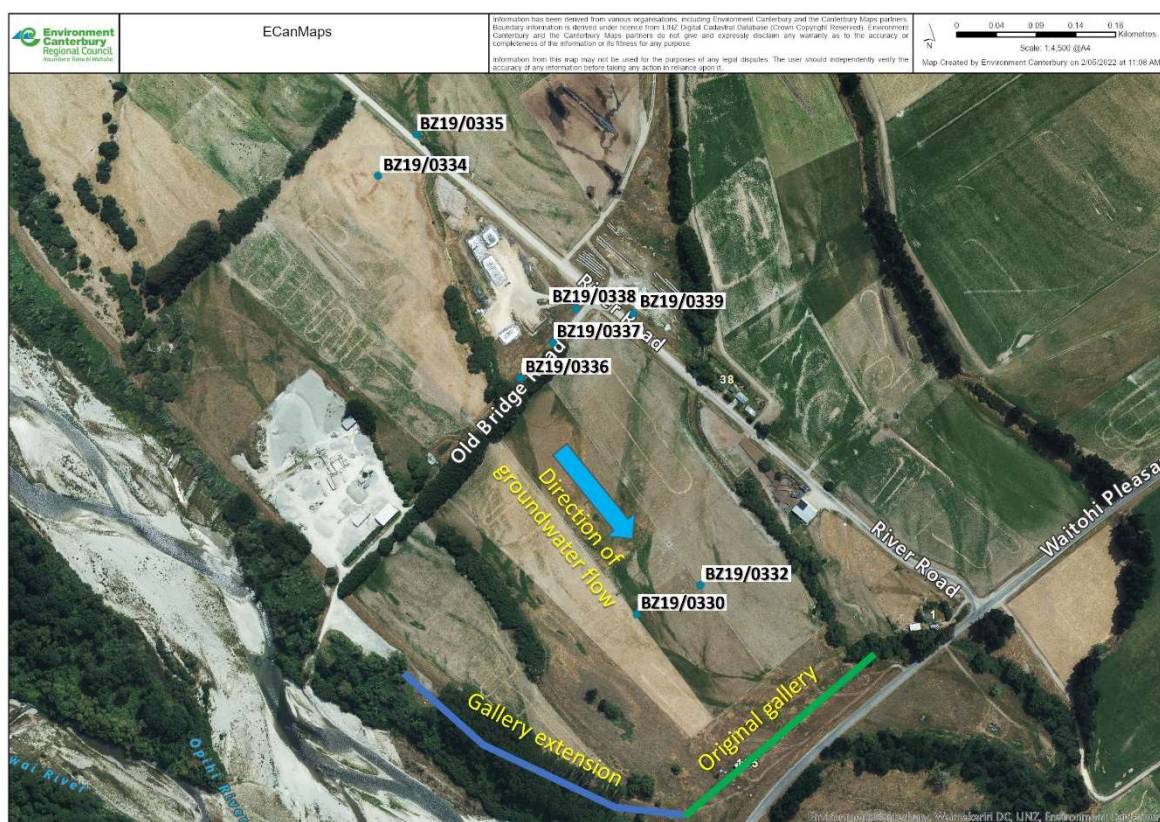 Environment
Canterbury
Regional Council
Kaunihera Taiao ki Waitaha
ECanMaps
Information has been derived from various organisations, including Environment Canterbury and the Canterbury Maps partners.
Boundary information is derived under licence from LINZ Digital Cadastral Database (Crown Copyright Reserved). Environment
Canterbury and the Canterbury Maps partners do not give and expressly disclaim any warranty as to the accuracy or
completeness of the information or its fitness for any purpose.
Information from this map may not be used for the purposes of any legal disputes. The user should independently verify the
accuracy of any information before taking any action in reliance upon it.
N
0 0.04 0.09 0.14 0.18
Kilometres
Scale: 1:4,500 @A4
Map Created by Environment Canterbury on 2/05/2022 at 11:08 AM
BZ19/0335
BZ19/0334
BZ19/0338
BZ19/0339
River Road
BZ19/0337
BZ19/0336
Old Bridge Road
38
Direction of
groundwater flow
BZ19/0332
BZ19/0330
River Road
Waitohi Pleasa
1
Gallery extension
Original gallery
Opihi River
wai River